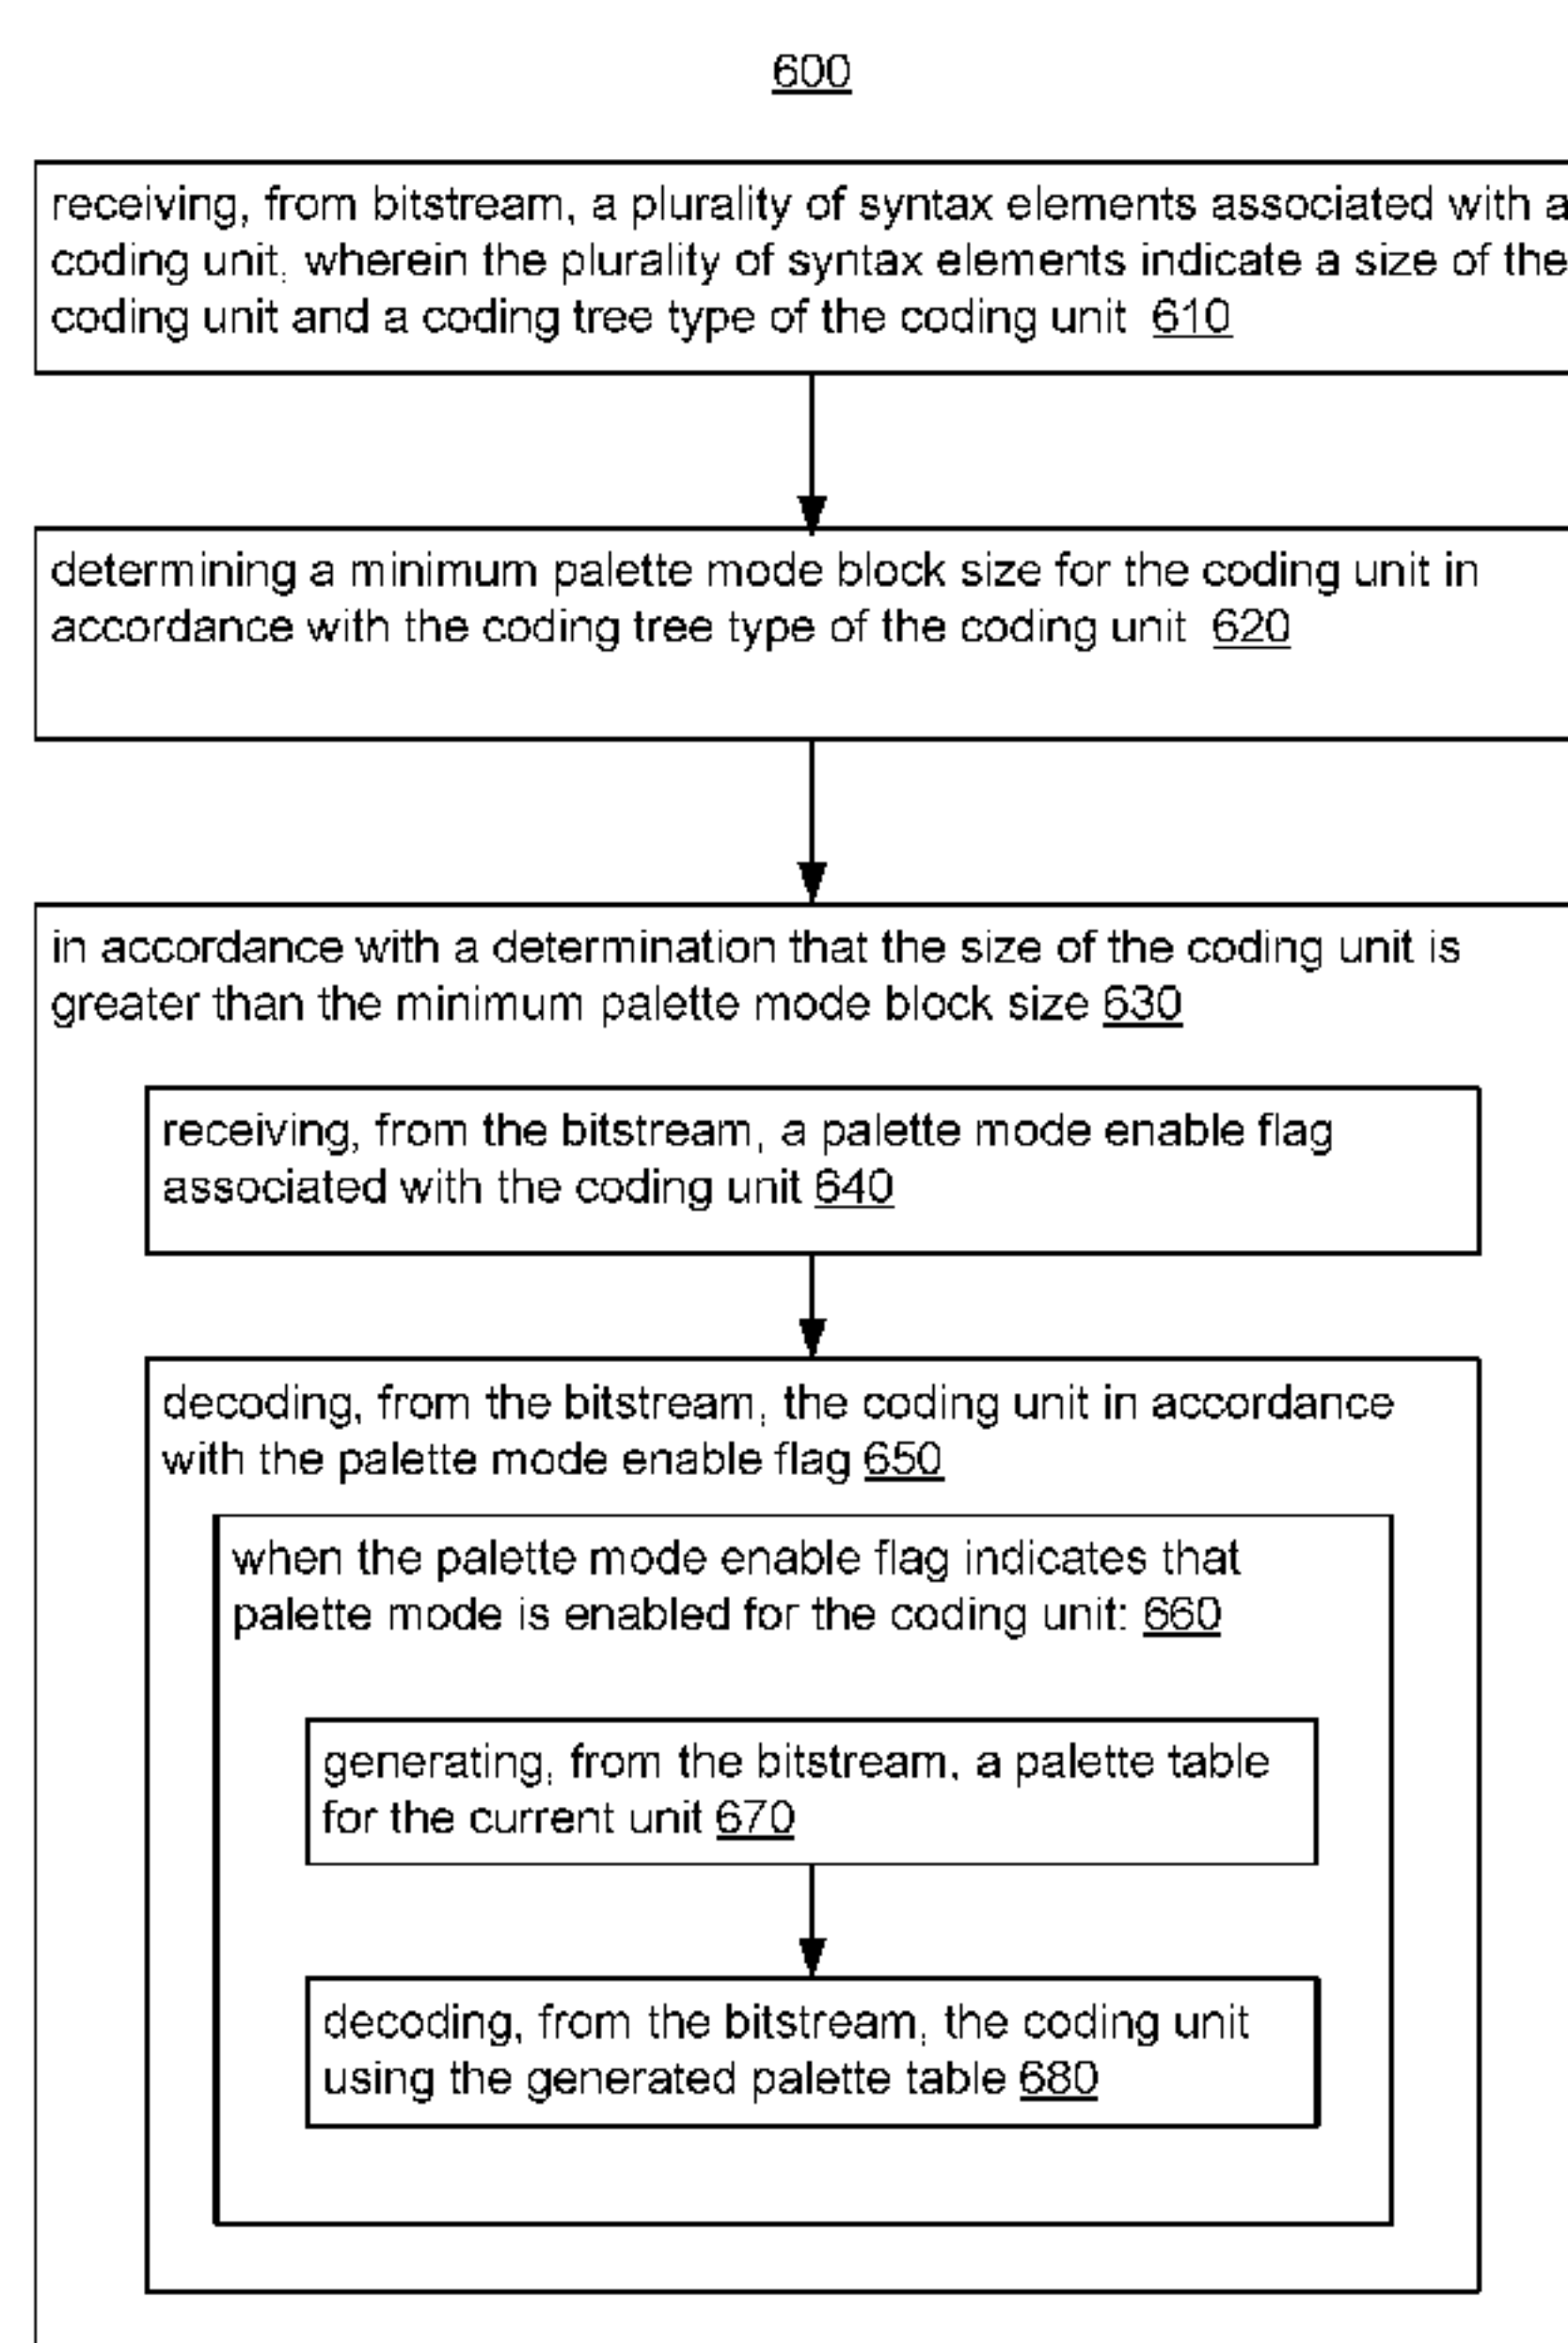 600
receiving, from bitstream, a plurality of syntax elements associated with a
coding unit, wherein the plurality of syntax elements indicate a size of the
coding unit and a coding tree type of the coding unit 610
determining a minimum palette mode block size for the coding unit in
accordance with the coding tree type of the coding unit 620
in accordance with a determination that the size of the coding unit is
greater than the minimum palette mode block size 630
receiving, from the bitstream, a palette mode enable flag
associated with the coding unit 640
decoding, from the bitstream, the coding unit in accordance
with the palette mode enable flag 650
when the palette mode enable flag indicates that
palette mode is enabled for the coding unit: 660
generating, from the bitstream, a palette table
for the current unit 670
decoding, from the bitstream, the coding unit
using the generated palette table 680